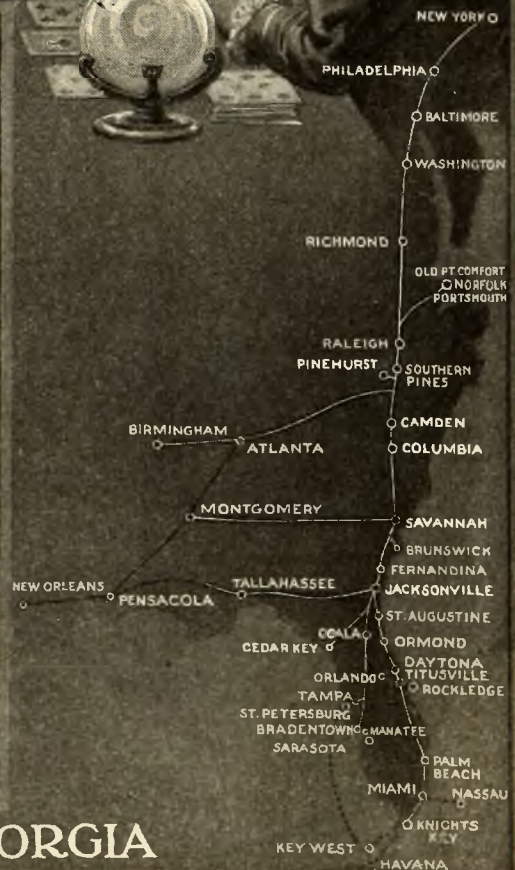 NEW YORK
PHILADELPHIA
BALTIMORE
WASHINGTON
RICHMOND
OLD PT COMFORT
NORFOLK
PORTSMOUTH
RALEIGH
PINEHURST
SOUTHERN
PINES
CAMDEN
BIRMINGHAM
ATLANTA
COLUMBIA
MONTGOMERY
SAVANNAH
BRUNSWICK
FERNANDINA
NEW ORLEANS
PENSACOLA
TALLAHASSEE
JACKSONVILLE
ST. AUGUSTINE
OCALA
CEDAR KEY
ORMOND
DAYTONA
ORLANDO
TITUSVILLE
ROCKLEDGE
TAMPA
ST. PETERSBURG
BRADENTOWN
MANATEE
SARASOTA
PALM
BEACH
MIAMI
NASSAU
KNIGHTS
KEY
KEY WEST
HAVANA
ORGIA